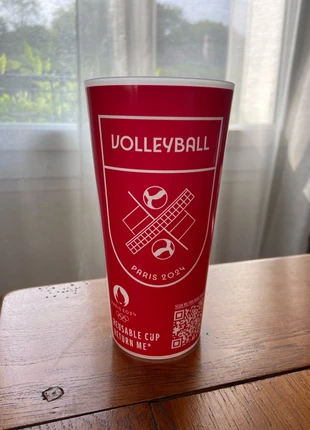 VOLLEYBALL
PARIS 2024
REUSABLE CUP
RETURN ME*